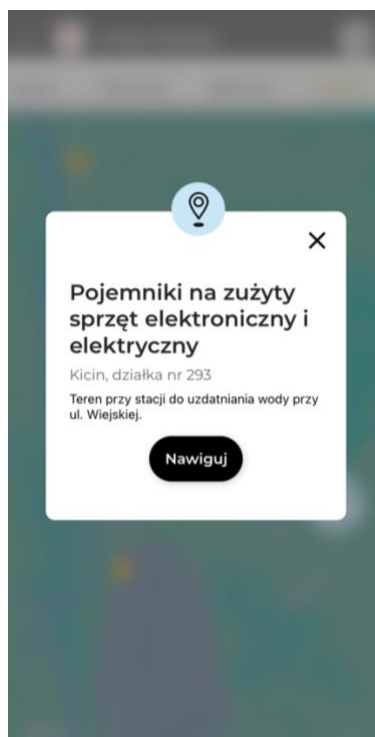 Pojemniki na zużyty
sprzęt elektroniczny i
elektryczny
Kicin, działka nr 293
Teren przy stacji do uzdatniania wody przy
ul. Wiejskiej.
Nawiguj